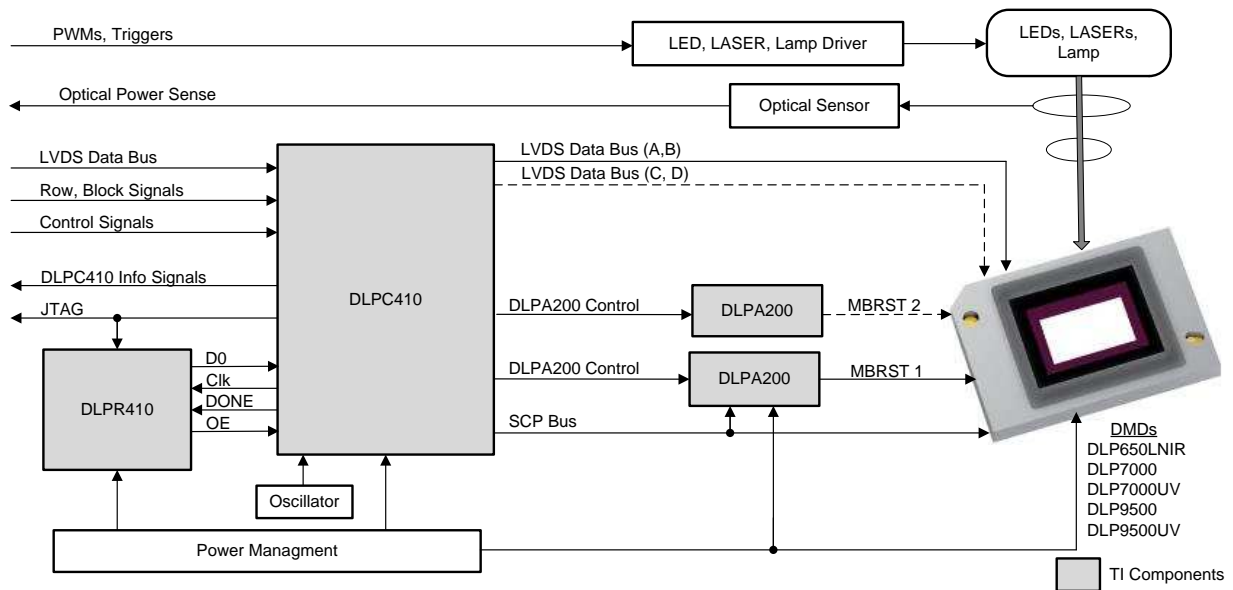 PWMs, Triggers
LED, LASER, Lamp Driver
LEDs, LASERs,
Lamp
Optical Power Sense
Optical Sensor
LVDS Data Bus
LVDS Data Bus (A,B)
LVDS Data Bus (C, D)
Row, Block Signals
Control Signals
DLPC410 Info Signals
DLPC410
JTAG
DLPA200 Control
DLPA200
MBRST 2
D0
Clk
DONE
OE
DLPR410
DLPA200 Control
DLPA200
MBRST 1
SCP Bus
Oscillator
Power Managment
DMDs
DLP650LNIR
DLP7000
DLP7000UV
DLP9500
DLP9500UV
TI Components